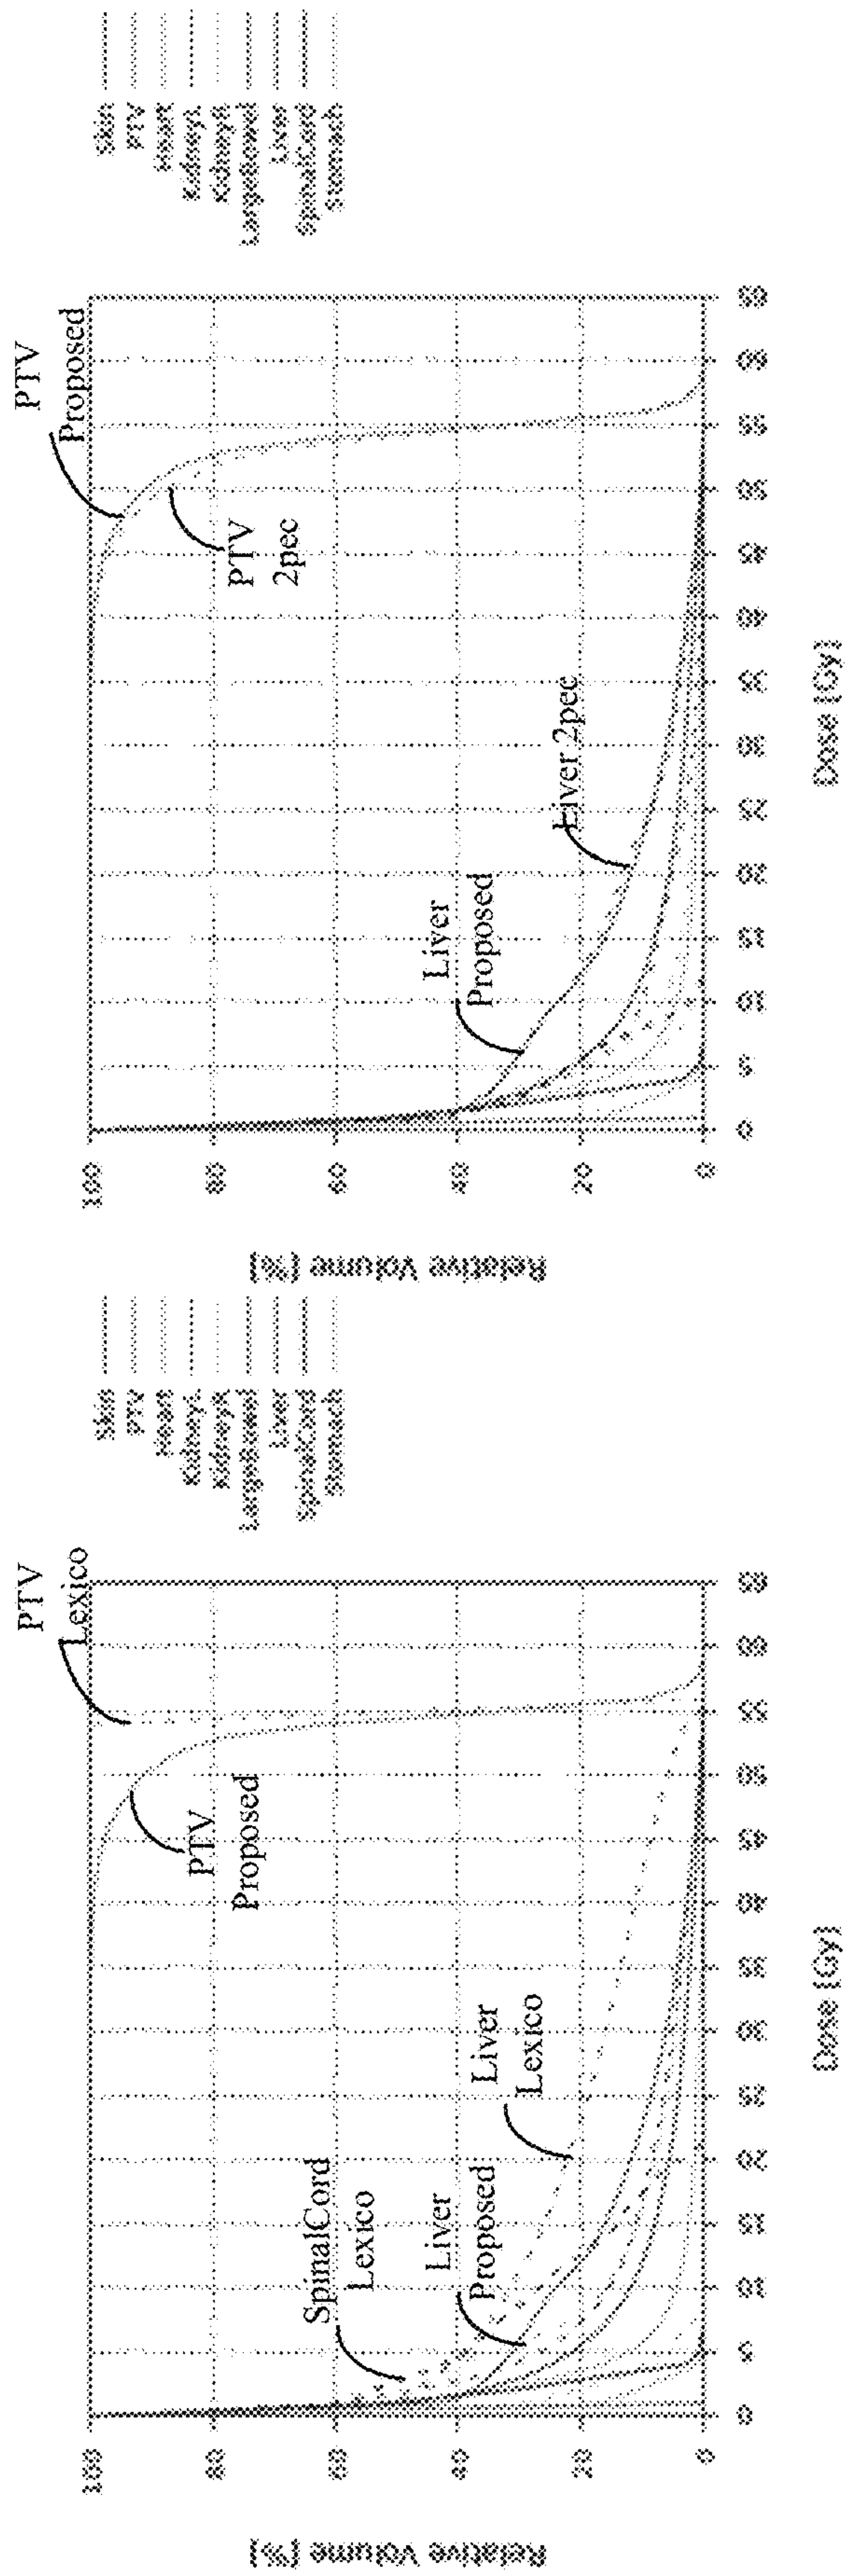 PTV
Lexico
PTV
Proposed
SpinalCord
Lexico
Liver
Proposed
Liver
Lexico
Relative Volume [%]
100
80
60
40
20
0
0 5 10 15 20 25 30 35 40 45 50 55 60 65
Dose [Gy]
Skin
PTV
Heart
KidneyL
KidneyR
LargeBowel
Liver
SpinalCord
Stomach
PTV
Proposed
PTV
2pec
Liver
Proposed
Liver 2pec
Relative Volume [%]
100
80
60
40
20
0
0 5 10 15 20 25 30 35 40 45 50 55 60 65
Dose [Gy]
Skin
PTV
Heart
KidneyL
KidneyR
LargeBowel
Liver
SpinalCord
Stomach